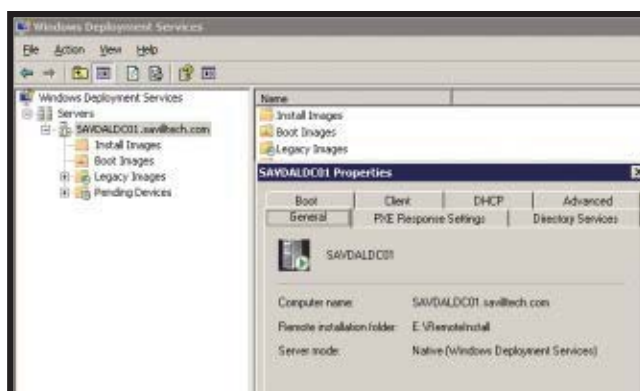 Windows Deployment Services
File Action View Help
Windows Deployment Services
Servers
SAVDALDC01.savilltech.com
Install Images
Boot Images
Legacy Images
Pending Devices
Name
Install Images
Boot Images
Legacy Images
SAVDALDC01 Properties
Boot Client DHCP Advanced
General PXE Response Settings Directory Services
SAVDALDC01
Computer name: SAVDALDC01.savilltech.com
Remote installation folder: E:\RemoteInstall
Server mode: Native (Windows Deployment Services)